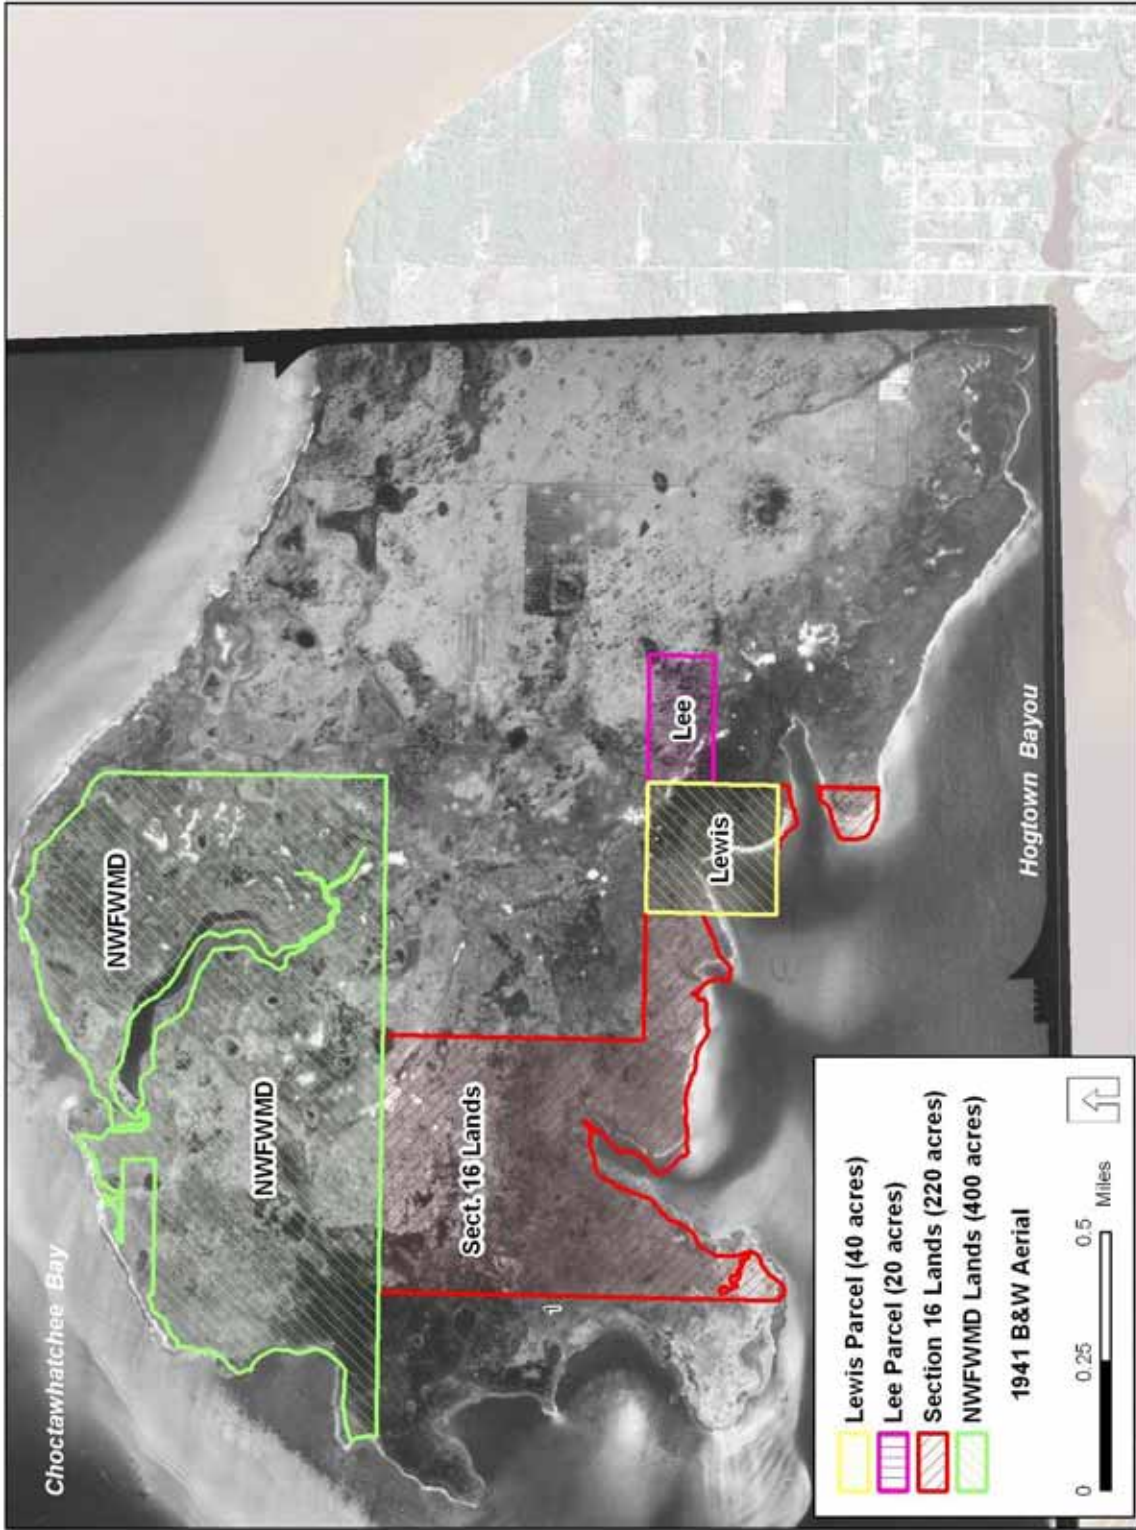 Choctawhatchee Bay
NWFWMD
NWFWMD
Sect. 16 Lands
1
Lewis
Lee
Hogtown Bayou
Lewis Parcel (40 acres)
Lee Parcel (20 acres)
Section 16 Lands (220 acres)
NWFWMD Lands (400 acres)
1941 B&W Aerial
0 0.25 0.5
Miles